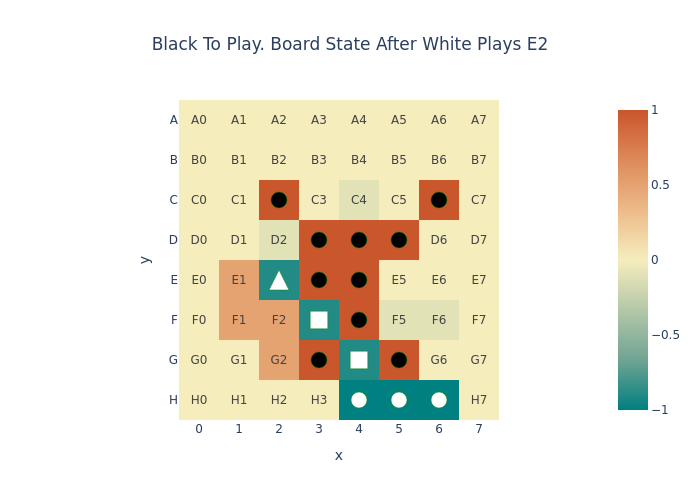 Black To Play. Board State After White Plays E2
A A0 A1 A2 A3 A4 A5 A6 A7
B B0 B1 B2 B3 B4 B5 B6 B7
C C0 C1 C3 C4 C5 C7
D D0 D1 D2 D6 D7
E E0 E1 E5 E6 E7
F F0 F1 F2 F5 F6 F7
G G0 G1 G2 G6 G7
H H0 H1 H2 H3 H7
0 1 2 3 4 5 6 7
x
y
1
0.5
0
−0.5
−1